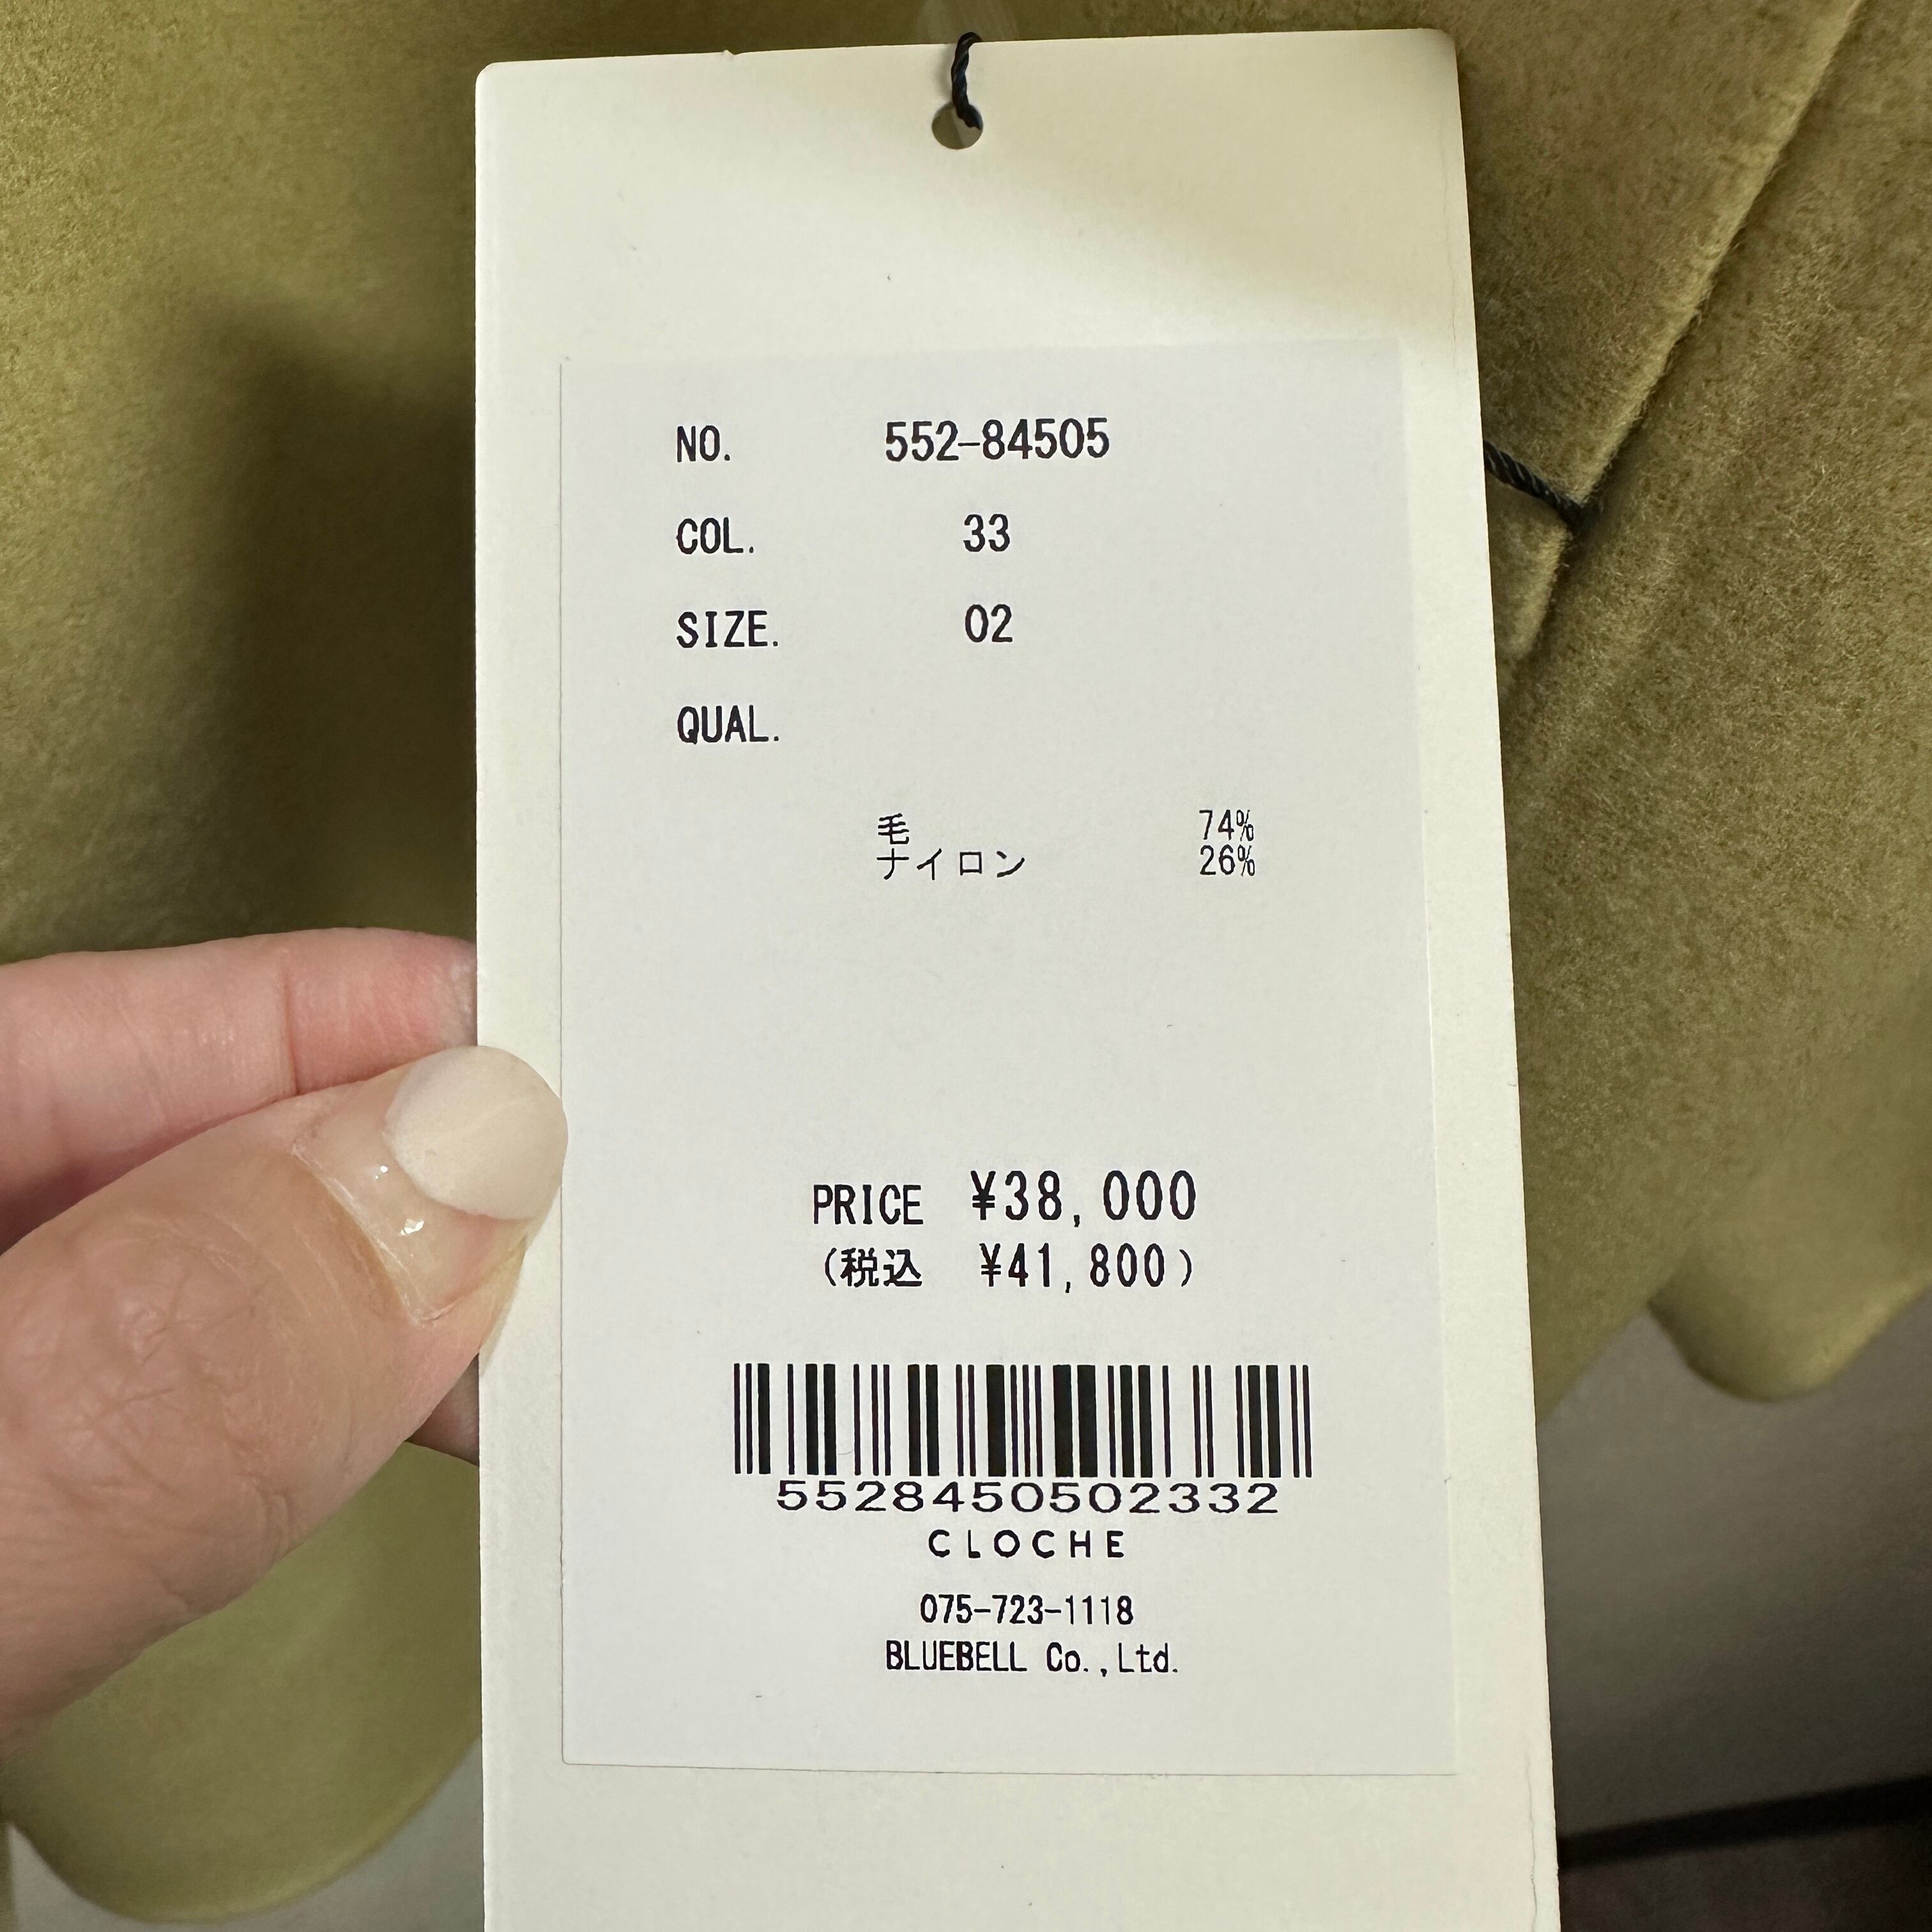 NO. 552-84505
COL. 33
SIZE. 02
QUAL.
毛 74%
ナイロン 26%
PRICE ¥38,000
(税込 ¥41,800)
5528450502332
CLOCHE
075-723-1118
BLUEBELL Co.,Ltd.